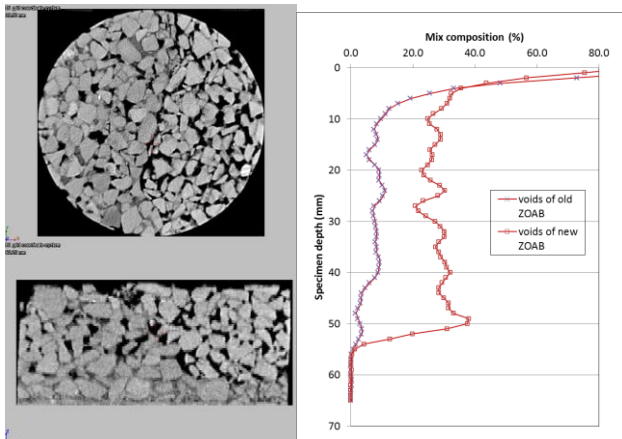 Mix composition (%)
0.0 20.0 40.0 60.0 80.0
0
10
20
30
40
50
60
70
Specimen depth (mm)
voids of old
ZOAB
voids of new
ZOAB